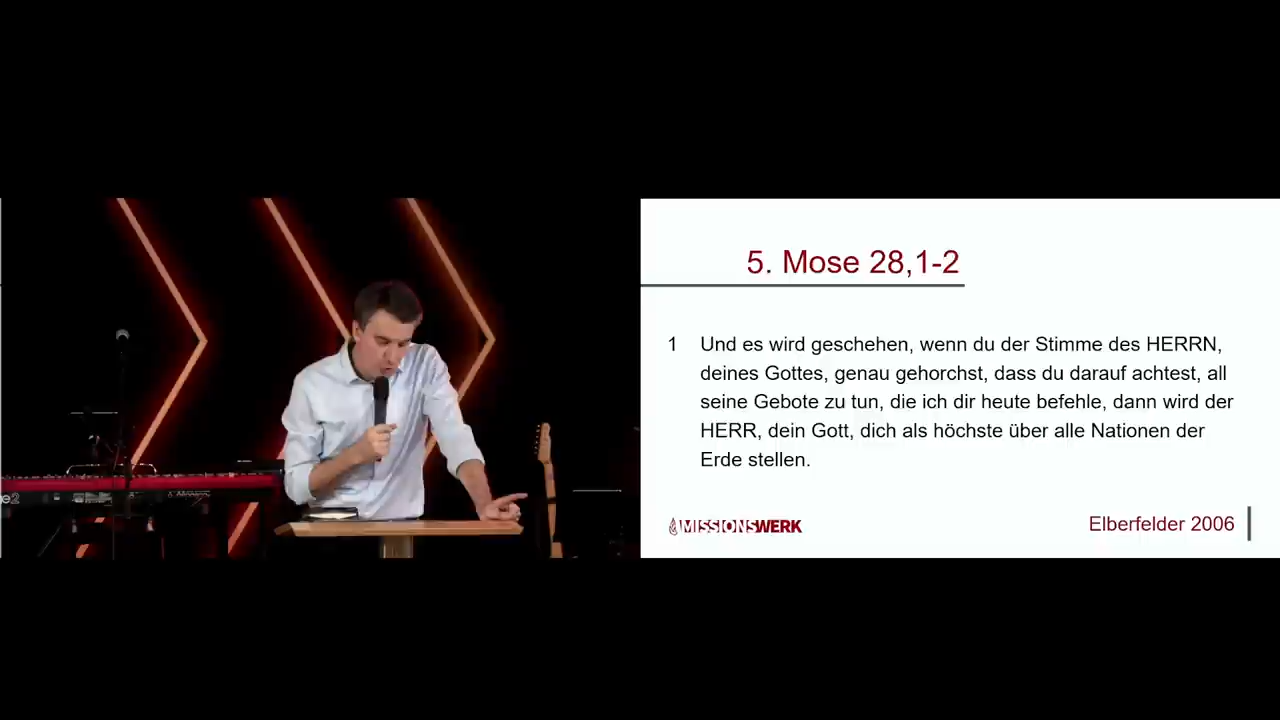 5. Mose 28,1-2
1 Und es wird geschehen, wenn du der Stimme des HERRN,
deines Gottes, genau gehorchst, dass du darauf achtest, all
seine Gebote zu tun, die ich dir heute befehle, dann wird der
HERR, dein Gott, dich als höchste über alle Nationen der
Erde stellen.
MISSIONSWERK
Elberfelder 2006